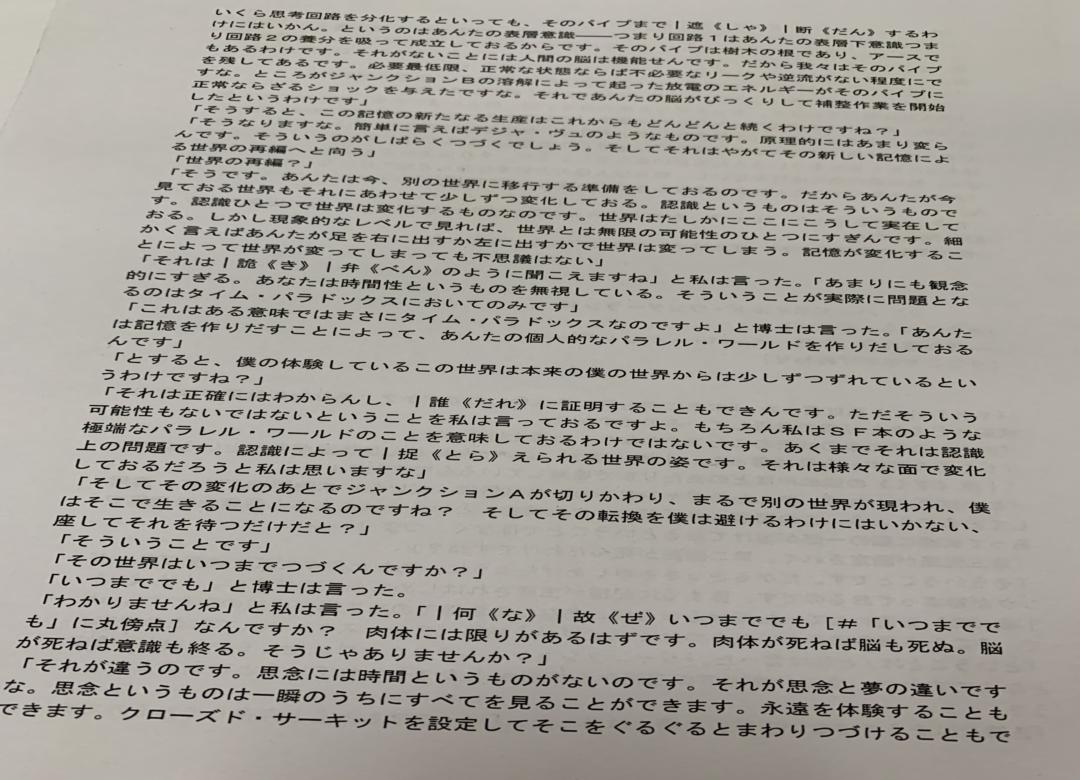 いくら思考回路を分化するといっても、そのパイプまで｜遮《しゃ》｜断《だん》するわ
けにはいかん。というのはあんたの表層意識――つまり回路１はあんたの表層下意識つま
り回路２の養分を吸って成立しておるからです。そのパイプは樹木の根であり、アースで
もあるわけです。それがないことには人間の脳は機能せんです。だから我々はそのパイプ
を残してあるです。必要最低限、正常な状態ならば不必要なリークや逆流がない程度にで
すな。ところがジャンクションＢの溶解によって起った放電のエネルギーがそのパイプに
正常ならざるショックを与えたですな。それであんたの脳がびっくりして補整作業を開始
したというわけです」
「そうすると、この記憶の新たなる生産はこれからもどんどんと続くわけですね？」
「そうなりますな。簡単に言えばデジャ・ヴュのようなものです。原理的にはあまり変ら
んです。そういうのがしばらくつづくでしょう。そしてそれはやがてその新しい記憶によ
る世界の再編へと向う」
「世界の再編？」
「そうです。あんたは今、別の世界に移行する準備をしておるのです。だからあんたが今
見ておる世界もそれにあわせて少しずつ変化しておる。認識というものはそういうもので
す。認識ひとつで世界は変化するものなのです。世界はたしかにここにこうして実在して
おる。しかし現象的なレベルで見れば、世界とは無限の可能性のひとつにすぎんです。細
かく言えばあんたが足を右に出すか左に出すかで世界は変ってしまう。記憶が変化するこ
とによって世界が変ってしまっても不思議はない」
「それは｜詭《き》｜弁《べん》のように聞こえますね」と私は言った。「あまりにも観念
的にすぎる。あなたは時間性というものを無視している。そういうことが実際に問題とな
るのはタイム・パラドックスにおいてのみです」
「これはある意味ではまさにタイム・パラドックスなのですよ」と博士は言った。「あんた
は記憶を作りだすことによって、あんたの個人的なパラレル・ワールドを作りだしておる
んです」
「とすると、僕の体験しているこの世界は本来の僕の世界からは少しずつずれているとい
うわけですね？」
「それは正確にはわからんし、｜誰《だれ》に証明することもできんです。ただそういう
可能性もないではないということを私は言っておるですよ。もちろん私はＳＦ本のような
極端なパラレル・ワールドのことを意味しておるわけではないです。あくまでそれは認識
上の問題です。認識によって｜捉《とら》えられる世界の姿です。それは様々な面で変化
しておるだろうと私は思いますな」
「そしてその変化のあとでジャンクションＡが切りかわり、まるで別の世界が現われ、僕
はそこで生きることになるのですね？　そしてその転換を僕は避けるわけにはいかない、
座してそれを待つだけだと？」
「そういうことです」
「その世界はいつまでつづくんですか？」
「いつまででも」と博士は言った。
「わかりませんね」と私は言った。「｜何《な》｜故《ぜ》いつまででも［＃「いつまでで
も」に丸傍点］なんですか？　肉体には限りがあるはずです。肉体が死ねば脳も死ぬ。脳
が死ねば意識も終る。そうじゃありませんか？」
「それが違うのです。思念には時間というものがないのです。それが思念と夢の違いです
な。思念というものは一瞬のうちにすべてを見ることができます。永遠を体験することも
できます。クローズド・サーキットを設定してそこをぐるぐるとまわりつづけることもで